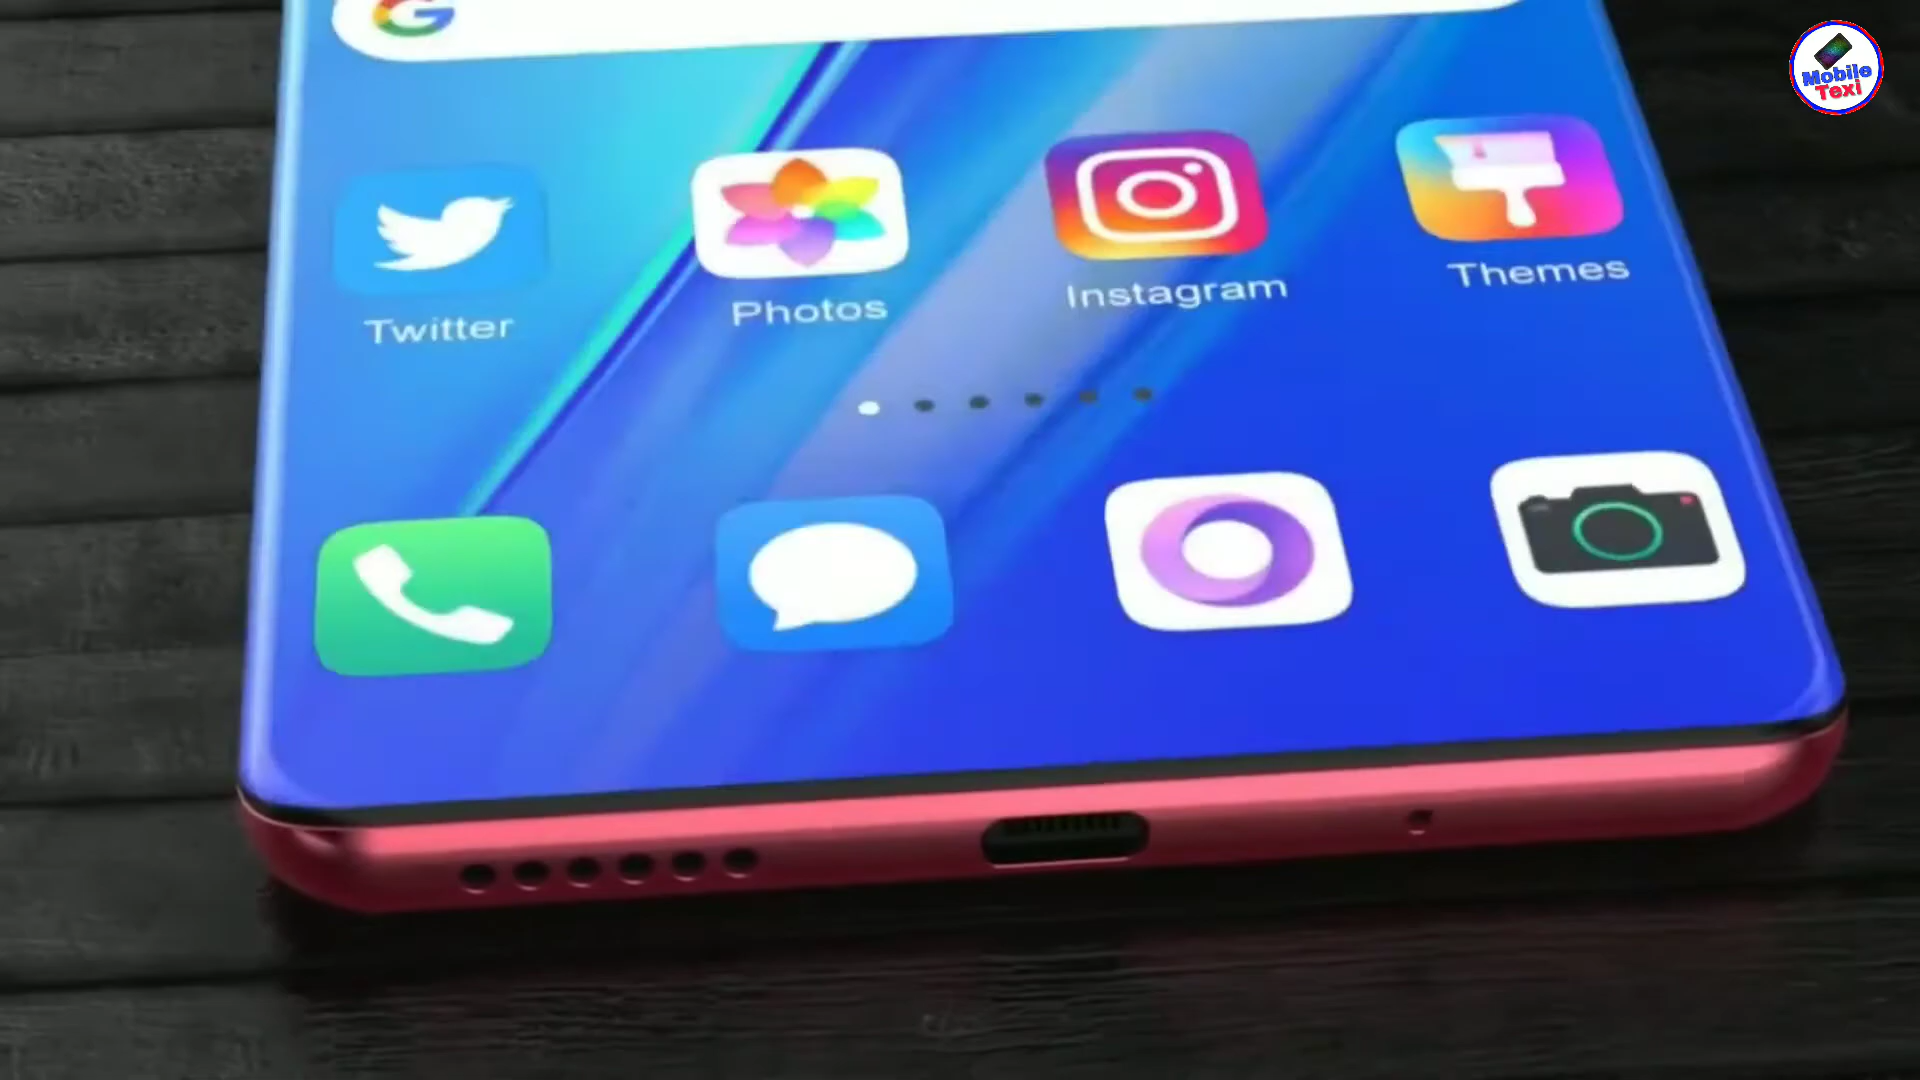 G
Mobile
Texi
Twitter
Photos
Instagram
Themes